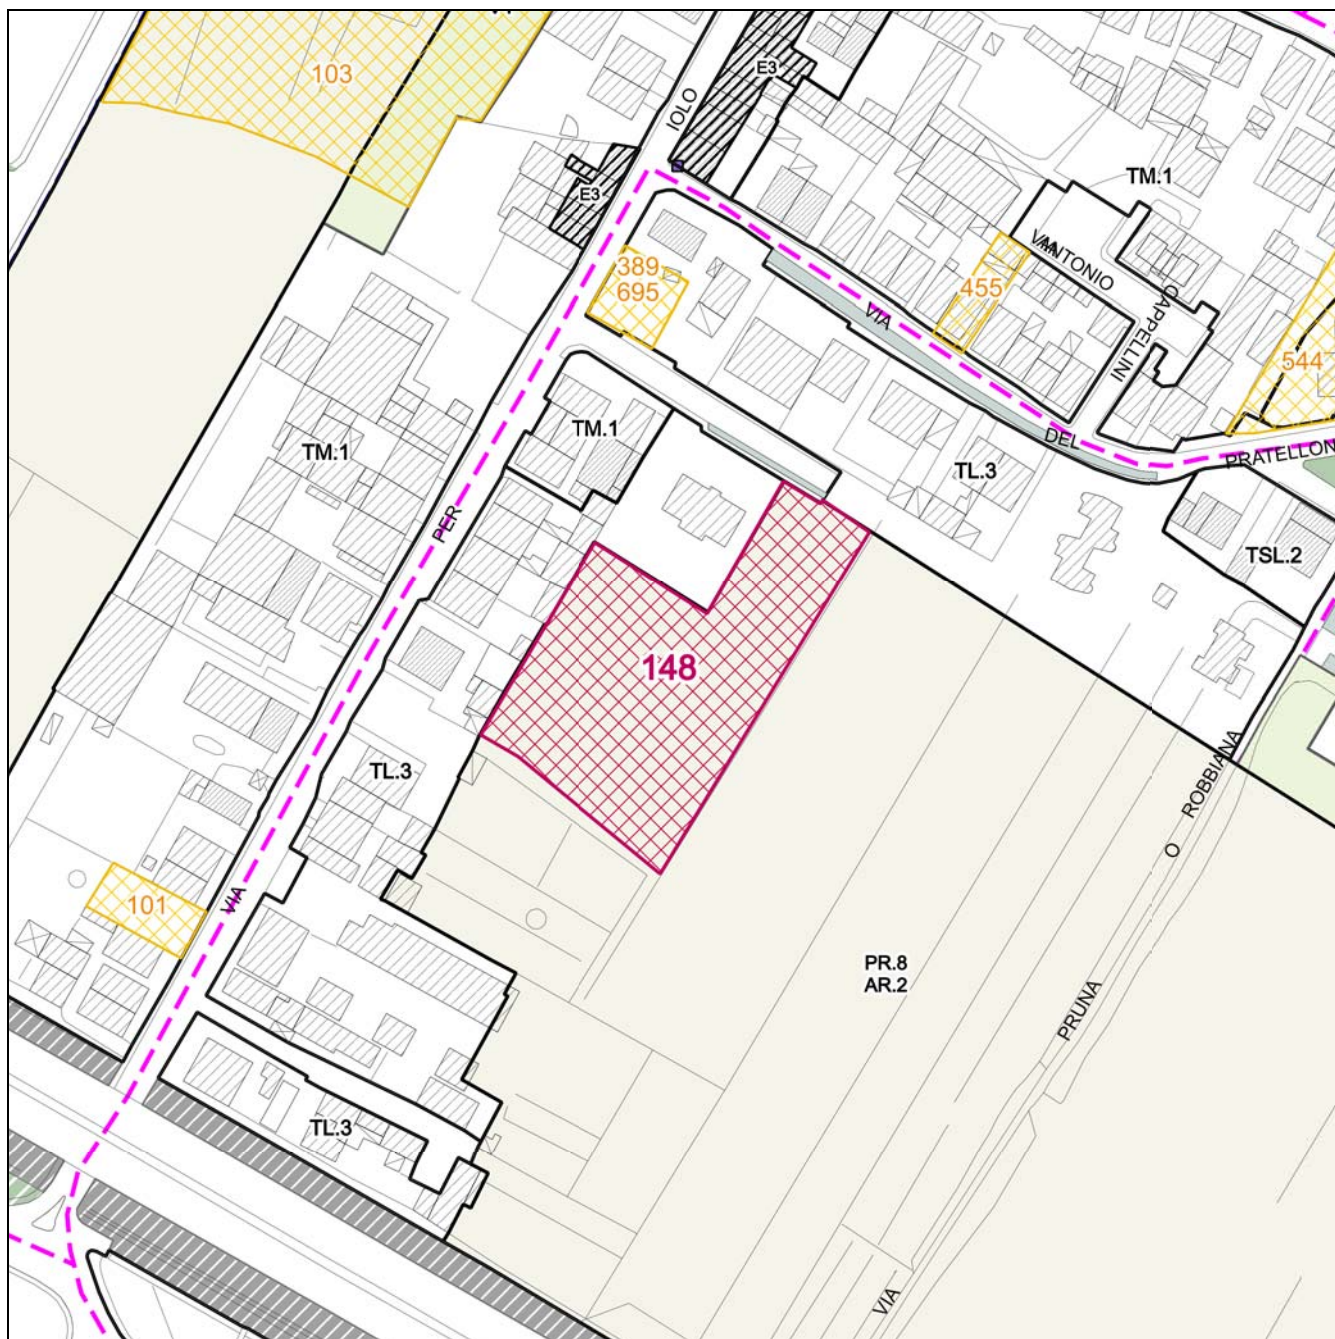 103
E3
IOLO
E3
TM.1
VIA
ANTONIO
CAPPELLINI
389
695
455
VIA
544
TM.1
TM.1
DEL
PRATELLON
TL.3
PER
TSL.2
148
TL.3
ROBBIANA
O
101
VIA
PR.8
AR.2
PRUNA
TL.3
VIA